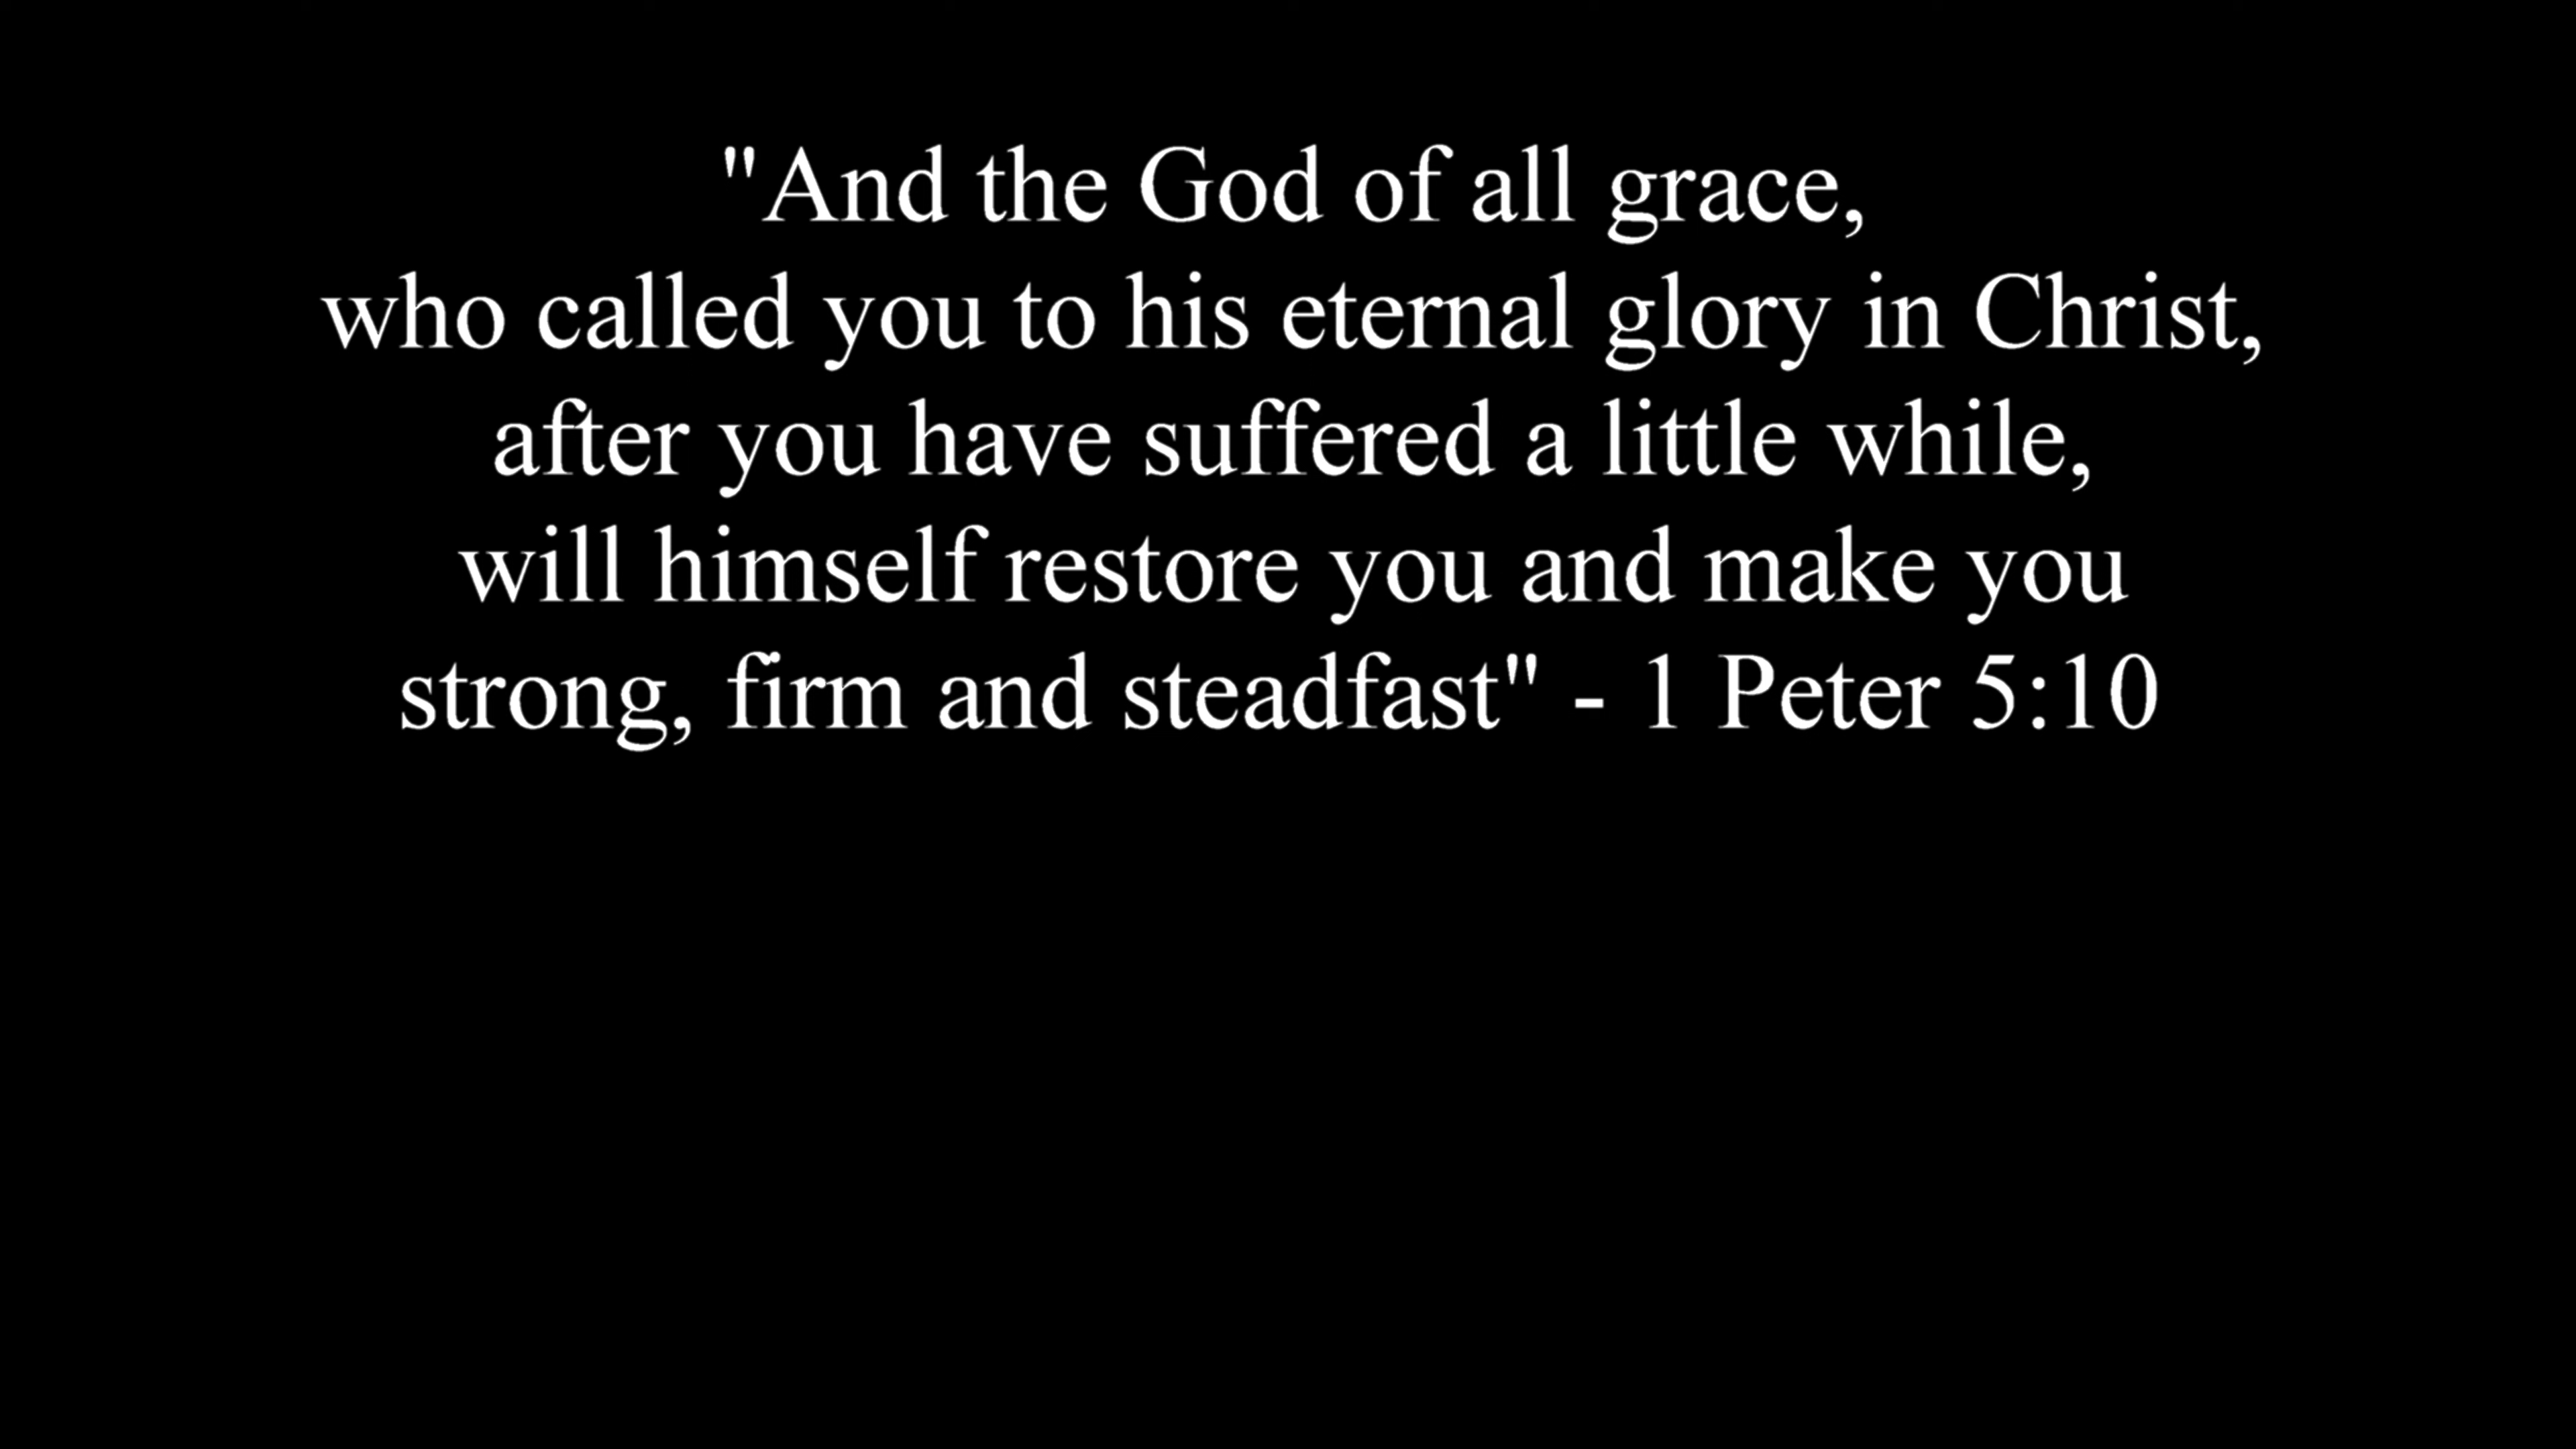 "And the God of all grace,
who called you to his eternal glory in Christ,
after you have suffered a little while,
will himself restore you and make you
strong, firm and steadfast" - 1 Peter 5:10